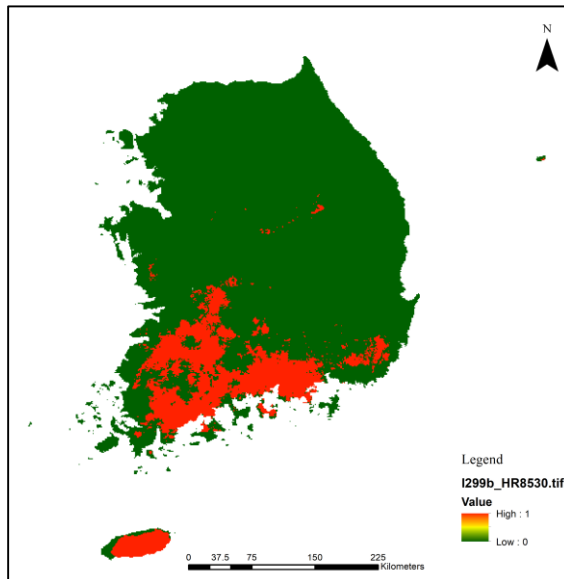 N
Legend
I299b_HR8530.tif
Value
High : 1
Low : 0
0 37.5 75 150 225
Kilometers